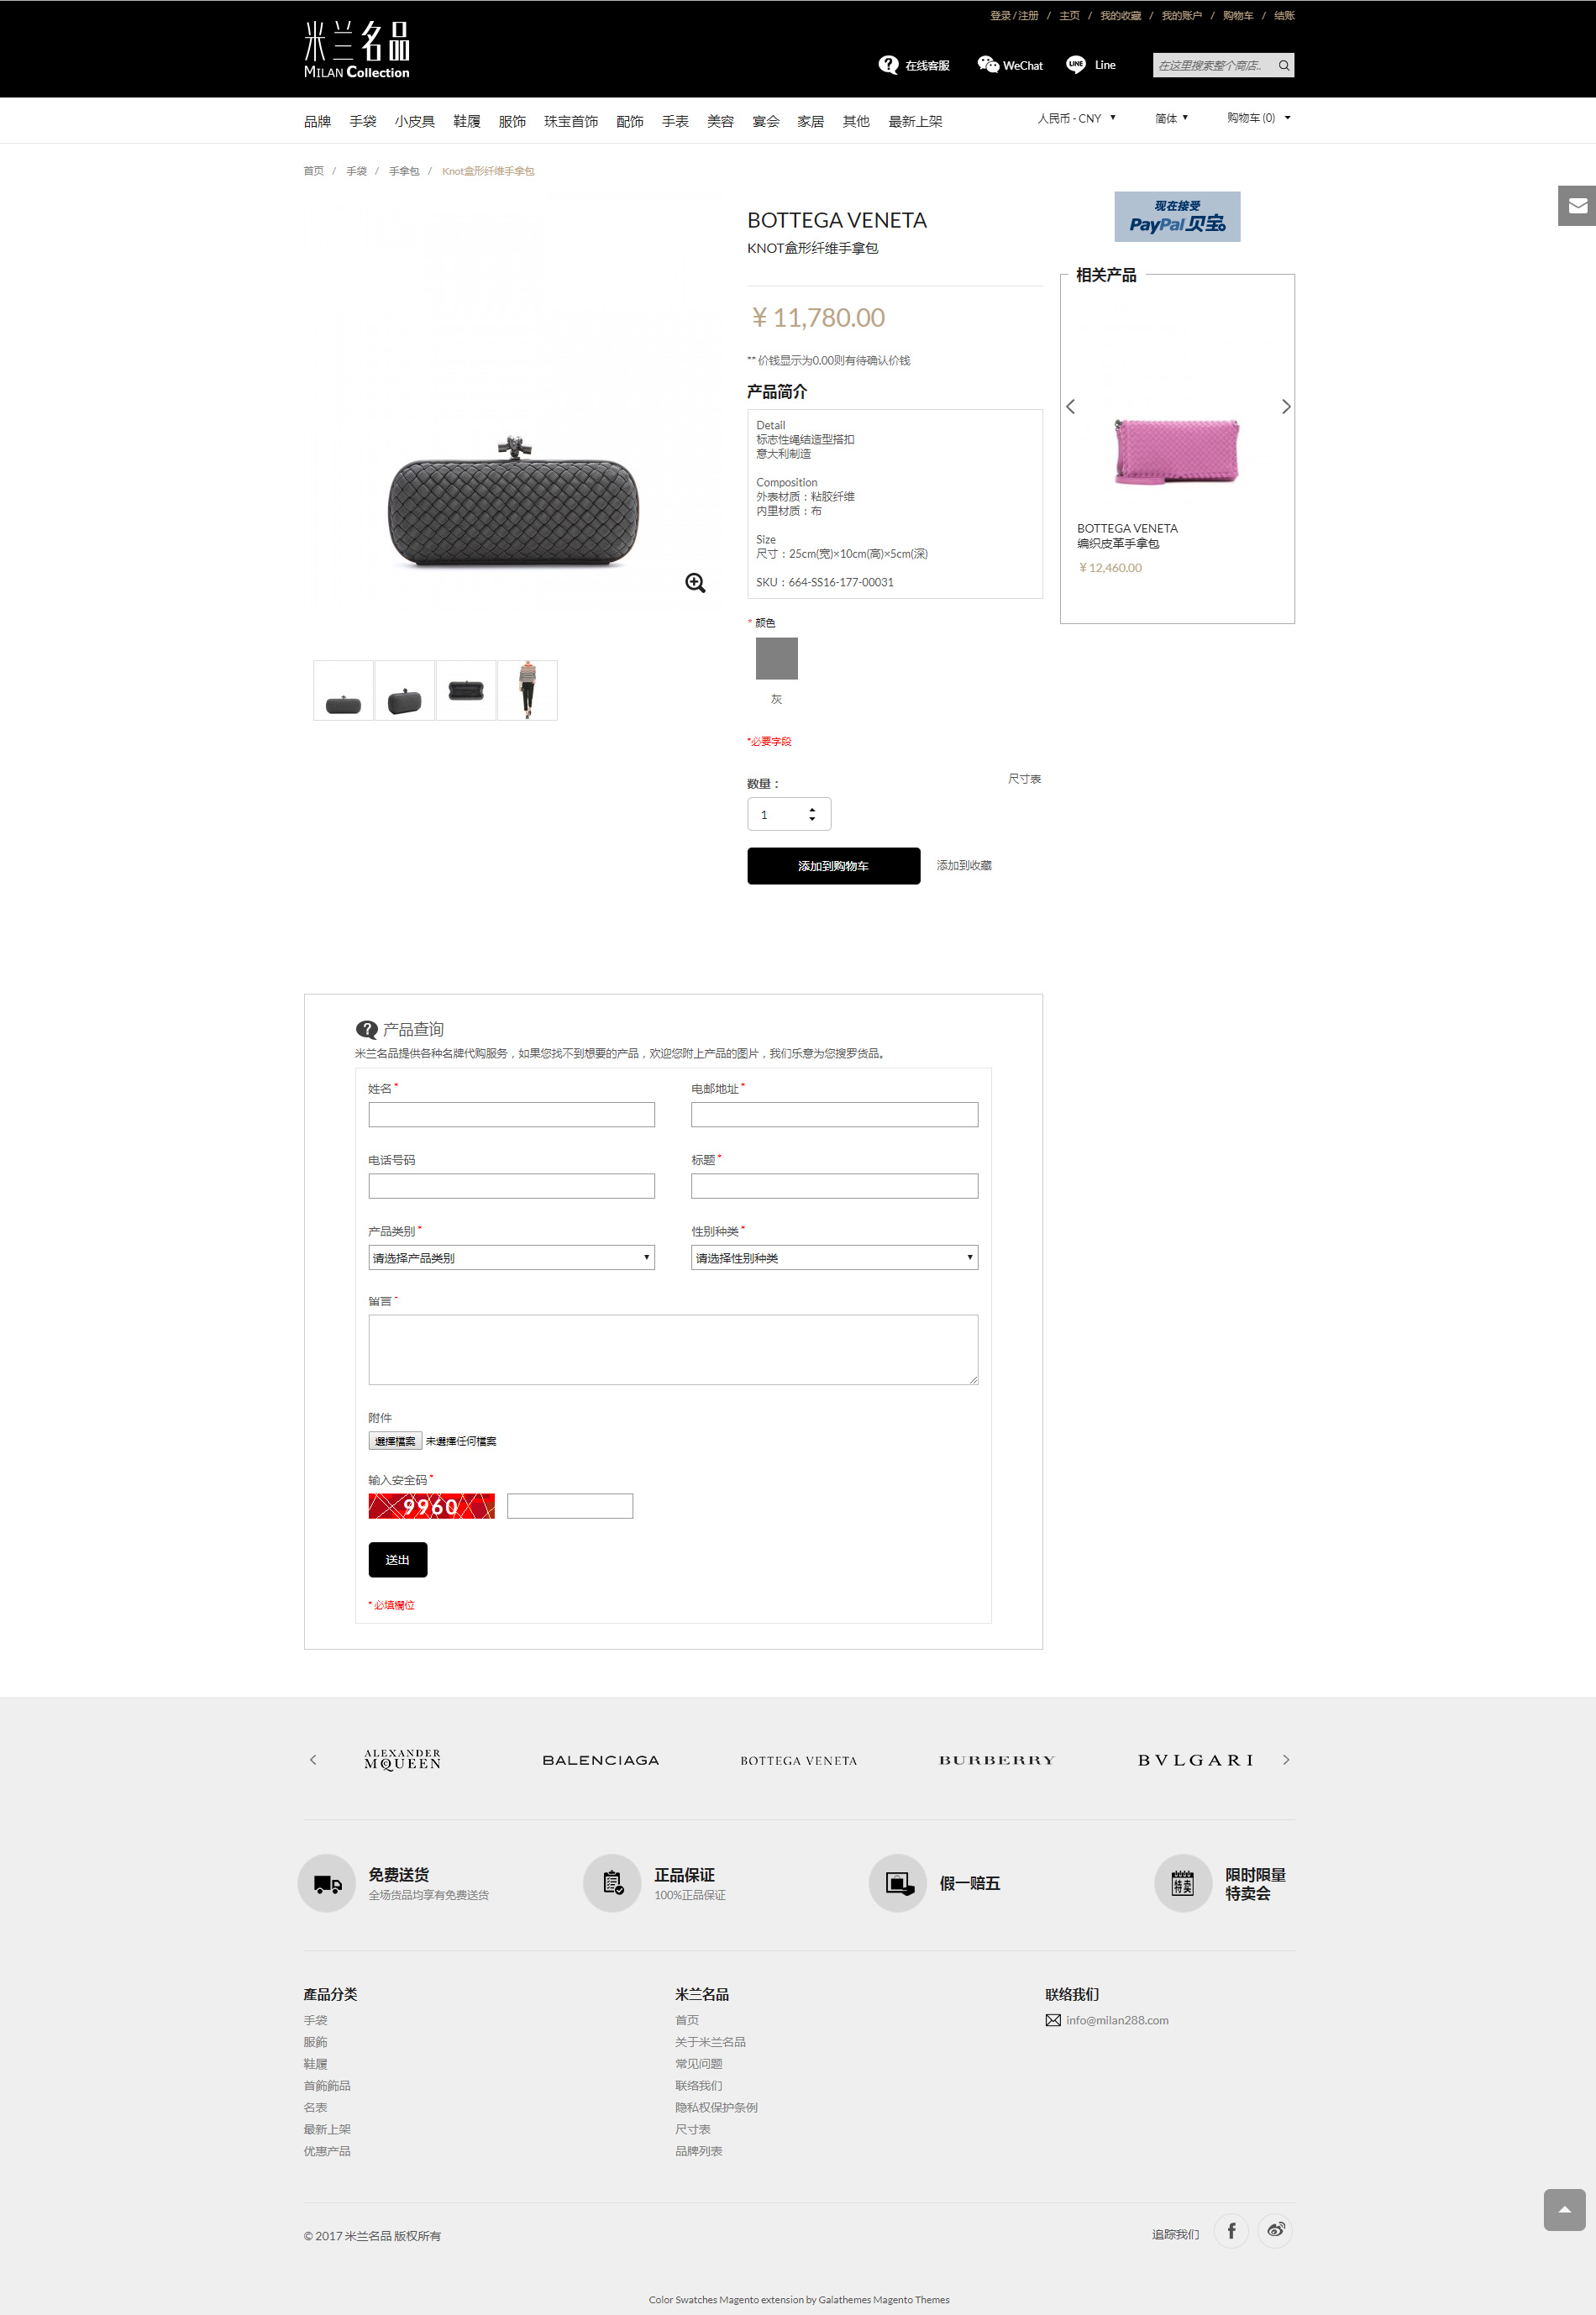 登录 / 注册 / 主页 / 我的收藏 / 我的账户 / 购物车 / 结账
米兰名品
MILAN Collection
在线客服
WeChat
LINE
Line
在这里搜索整个商店..
品牌 手袋 小皮具 鞋履 服饰 珠宝首饰 配饰 手表 美容 宴会 家居 其他 最新上架
人民币 - CNY
简体
购物车 (0)
首页 / 手袋 / 手拿包 / Knot盒形纤维手拿包
BOTTEGA VENETA
KNOT盒形纤维手拿包
¥ 11,780.00
** 价钱显示为0.00则有待确认价钱
产品简介
Detail
标志性绳结造型搭扣
意大利制造
Composition
外表材质：粘胶纤维
内里材质：布
Size
尺寸：25cm(宽)×10cm(高)×5cm(深)
SKU：664-SS16-177-00031
* 颜色
灰
*必要字段
数量：
尺寸表
1
添加到购物车
添加到收藏
现在接受
PayPal 贝宝
相关产品
BOTTEGA VENETA
编织皮革手拿包
¥ 12,460.00
产品查询
米兰名品提供各种名牌代购服务，如果您找不到想要的产品，欢迎您附上产品的图片，我们乐意为您搜罗货品。
姓名 *
电邮地址 *
电话号码
标题 *
产品类别 *
性别种类 *
请选择产品类别
请选择性别种类
留言 *
附件
選擇檔案 未選擇任何檔案
输入安全码 *
9960
送出
* 必填欄位
ALEXANDER
MCQUEEN
BALENCIAGA
BOTTEGA VENETA
BURBERRY
BVLGARI
免费送货
全场货品均享有免费送货
正品保证
100%正品保证
假一赔五
特卖
限时限量
特卖会
產品分类
手袋
服飾
鞋履
首飾飾品
名表
最新上架
优惠产品
米兰名品
首页
关于米兰名品
常见问题
联络我们
隐私权保护条例
尺寸表
品牌列表
联络我们
info@milan288.com
© 2017 米兰名品 版权所有
追踪我们
Color Swatches Magento extension by Galathemes Magento Themes